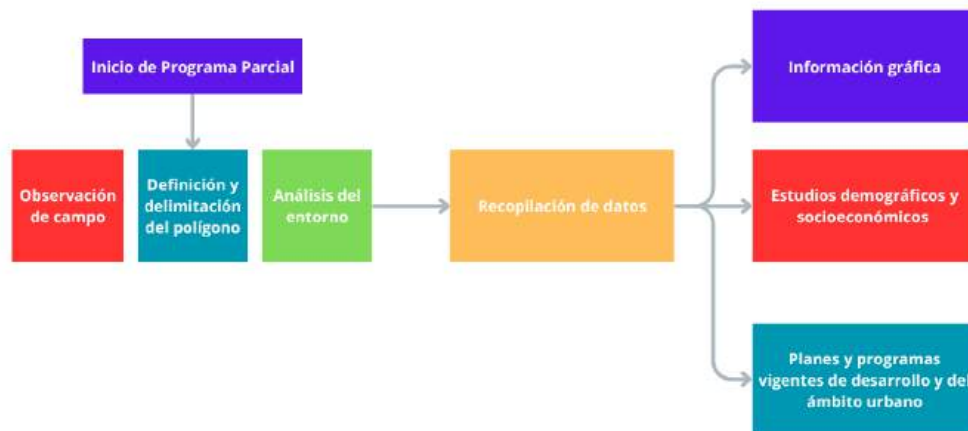 Inicio de Programa Parcial
Observación
de campo
Definición y
delimitación
del polígono
Análisis del
entorno
Recopilación de datos
Información gráfica
Estudios demográficos y
socioeconómicos
Planes y programas
vigentes de desarrollo y del
ámbito urbano